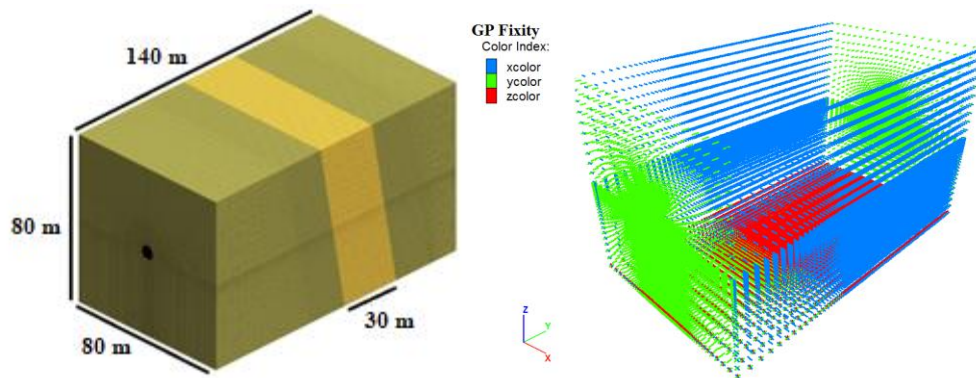 140 m
80 m
80 m
30 m
GP Fixity
Color Index:
xcolor
ycolor
zcolor
Z
Y
X